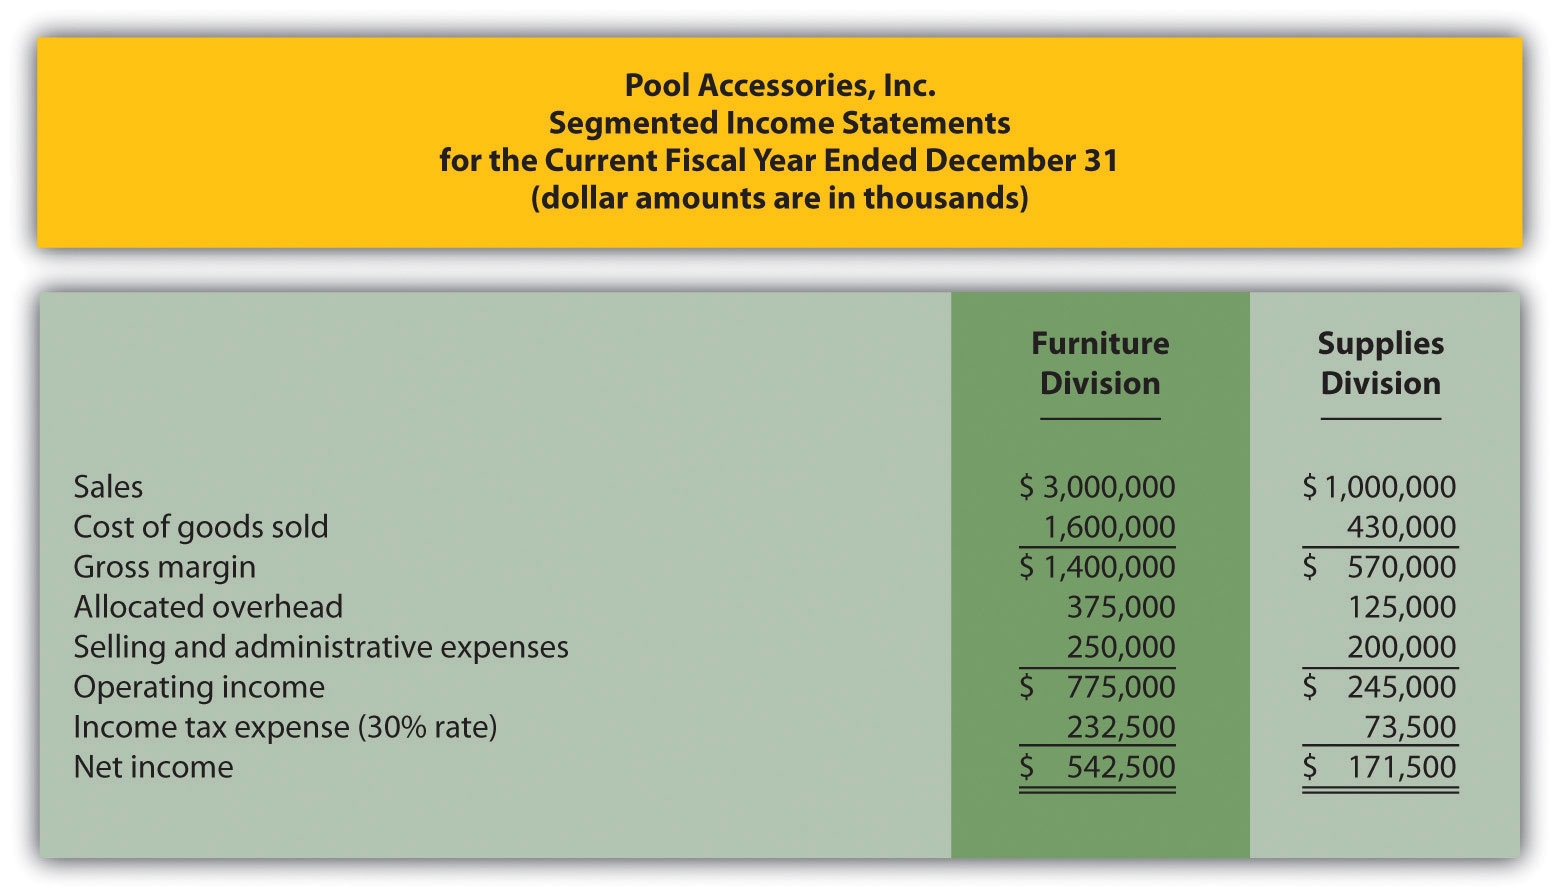 Pool Accessories, Inc.
Segmented Income Statements
for the Current Fiscal Year Ended December 31
(dollar amounts are in thousands)
Furniture Division Supplies Division
Sales $ 3,000,000 $ 1,000,000
Cost of goods sold 1,600,000 430,000
Gross margin $ 1,400,000 $ 570,000
Allocated overhead 375,000 125,000
Selling and administrative expenses 250,000 200,000
Operating income $ 775,000 $ 245,000
Income tax expense (30% rate) 232,500 73,500
Net income $ 542,500 $ 171,500